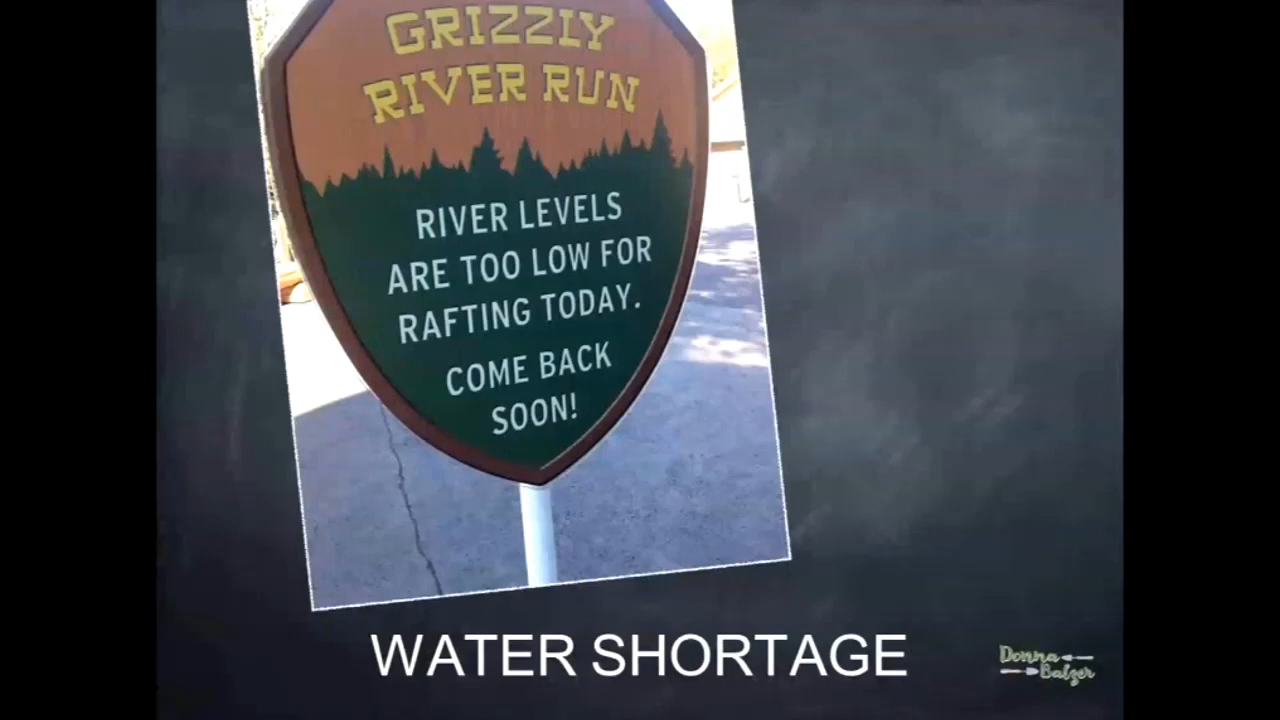 GRIZZLY
RIVER RUN
RIVER LEVELS
ARE TOO LOW FOR
RAFTING TODAY.
COME BACK
SOON!
WATER SHORTAGE
Donna
Balzer